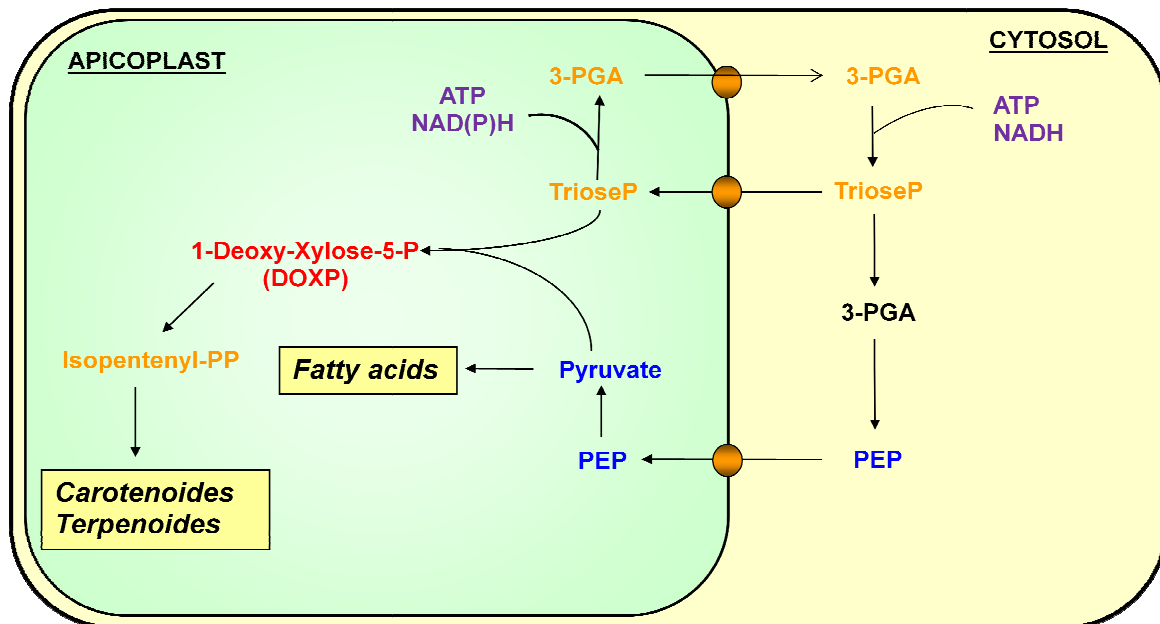 APICOPLAST
CYTOSOL
3-PGA
3-PGA
ATP
NAD(P)H
ATP
NADH
TrioseP
TrioseP
1-Deoxy-Xylose-5-P
(DOXP)
3-PGA
Isopentenyl-PP
Fatty acids
Pyruvate
PEP
PEP
Carotenoides
Terpenoides